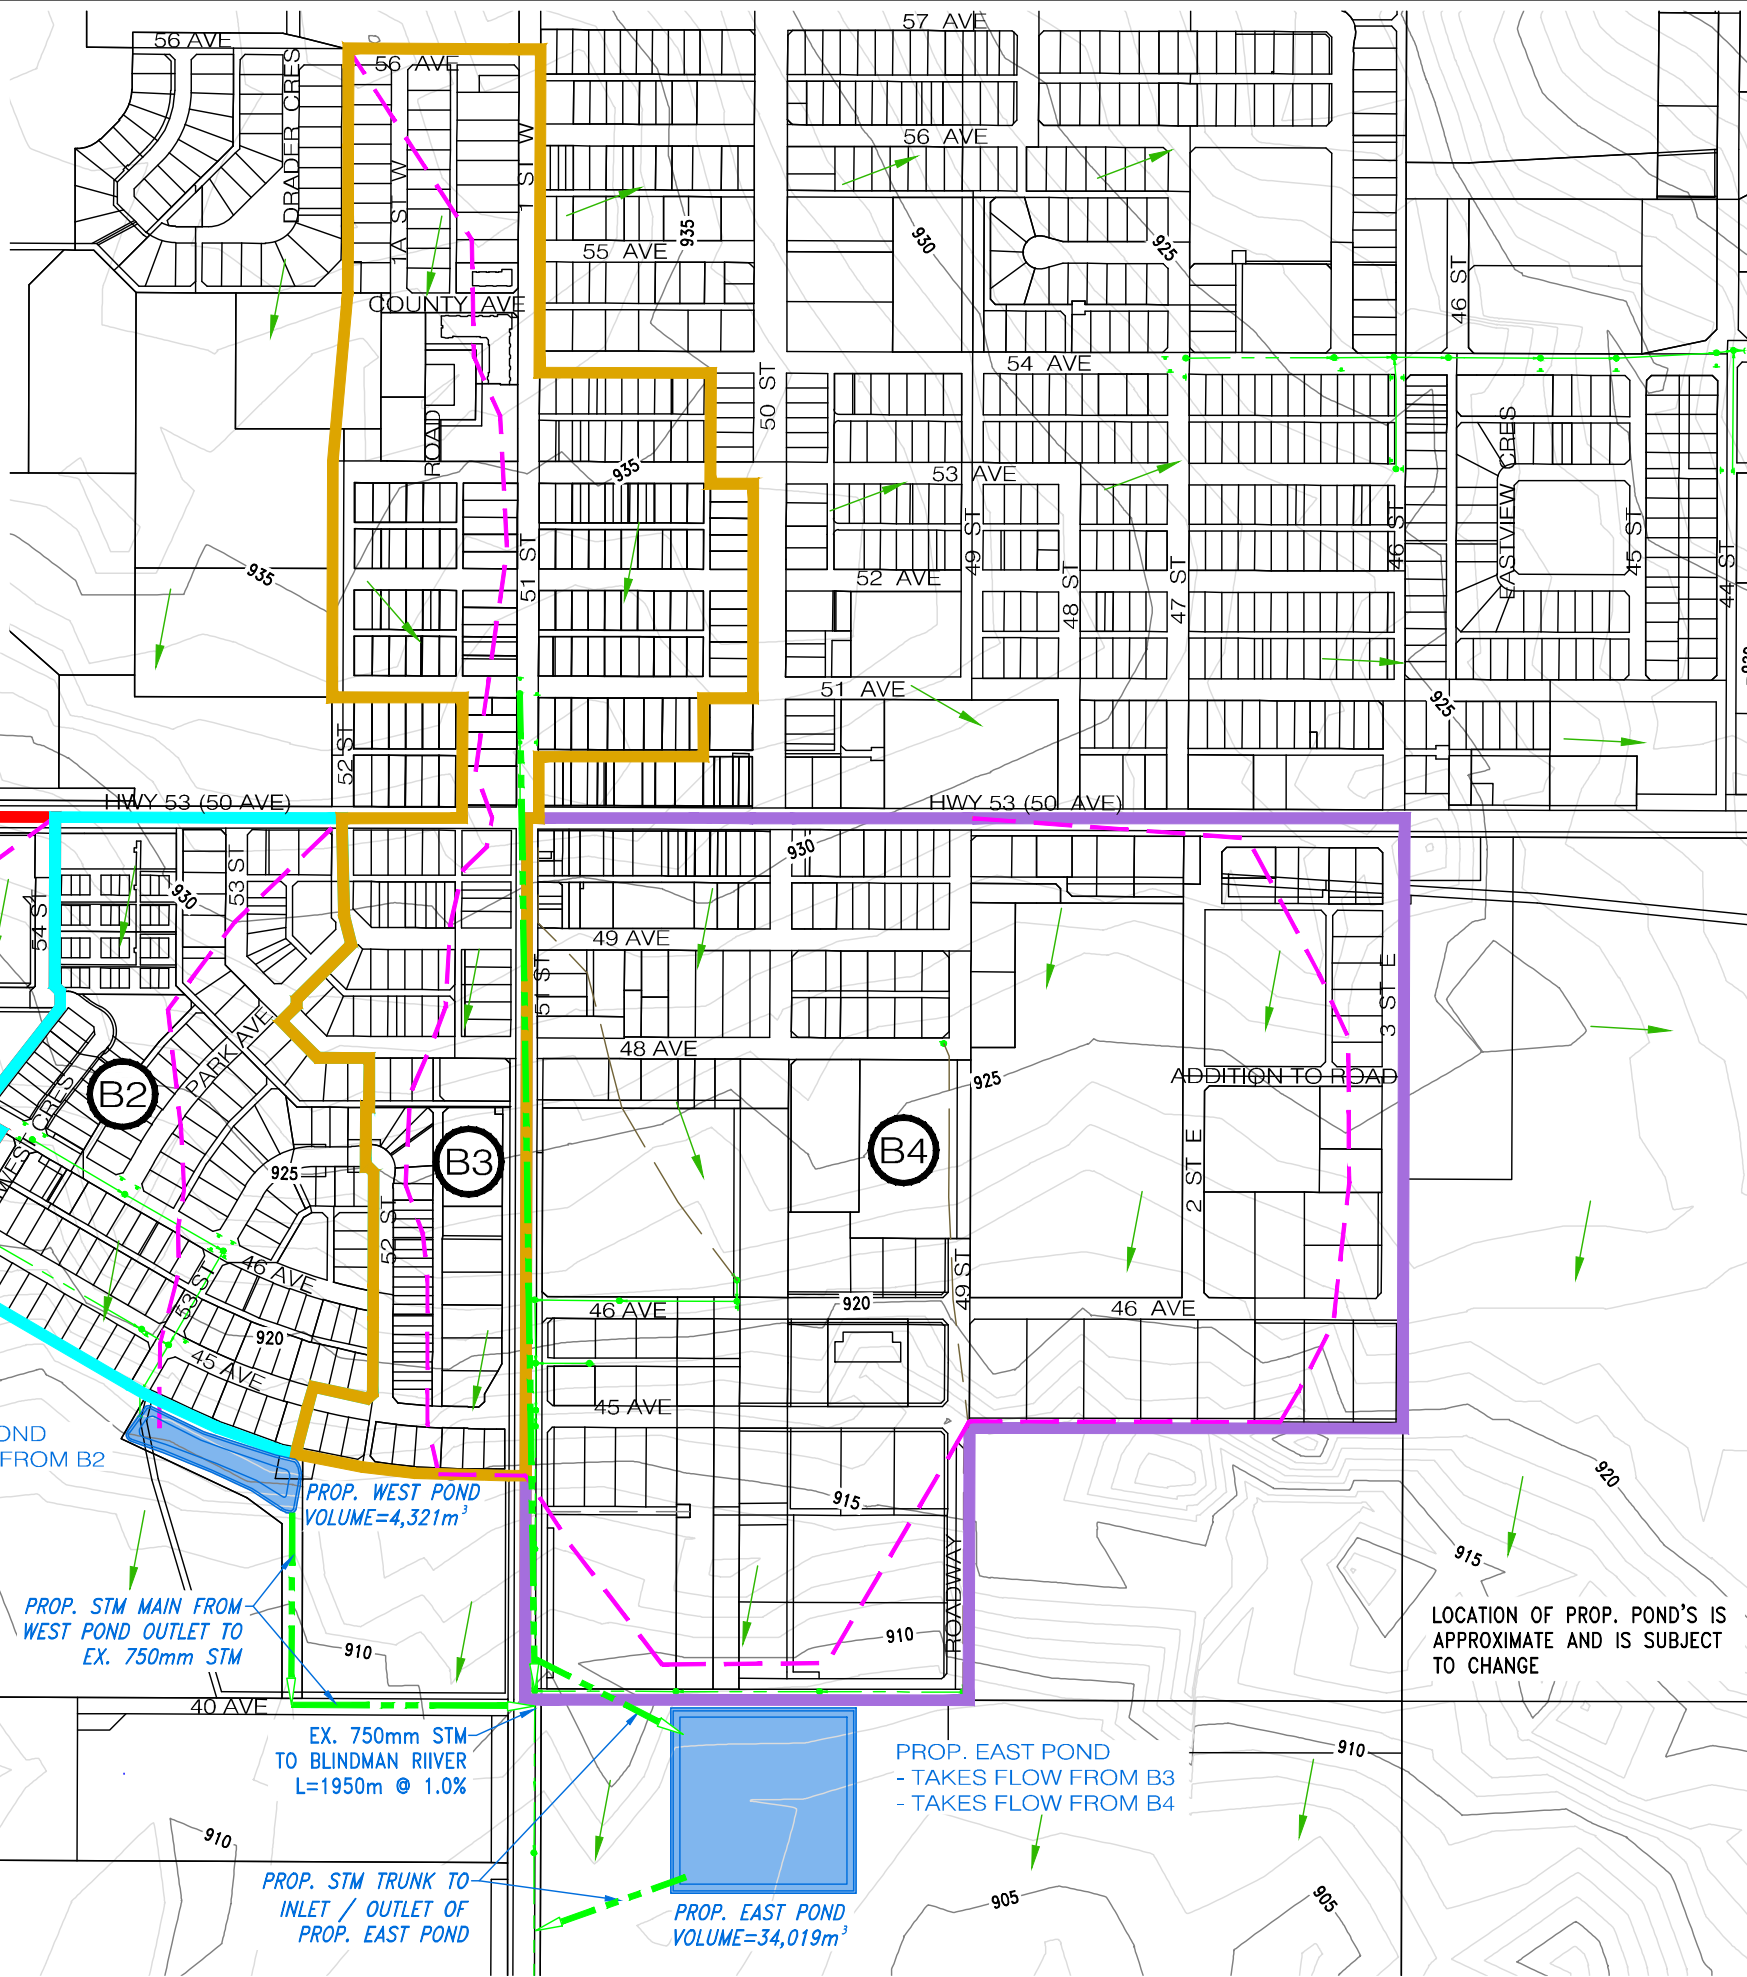 57 AVE
56 AVE
56 AVE
DRADER CRES
1 ST W
56 AVE
1A ST W
55 AVE
935
930
925
46 ST
COUNTY AVE
54 AVE
50 ST
ROAD
935
53 AVE
EASTVIEW CRES
51 ST
49 ST
46 ST
45 ST
44 ST
935
52 AVE
48 ST
47 ST
51 AVE
925
52 ST
HWY 53 (50 AVE)
HWY 53 (50 AVE)
930
53 ST
930
54 ST
49 AVE
51 ST
3 ST E
48 AVE
PARK AVE
925
ADDITION TO ROAD
B2
WEST CRES
B3
B4
925
2 ST E
52 ST
46 AVE
53 ST
49 ST
920
46 AVE
46 AVE
920
45 AVE
45 AVE
OND
FROM B2
PROP. WEST POND
VOLUME=4,321m³
915
920
915
ROADWAY
PROP. STM MAIN FROM
WEST POND OUTLET TO
EX. 750mm STM
910
910
LOCATION OF PROP. POND'S IS
APPROXIMATE AND IS SUBJECT
TO CHANGE
40 AVE
EX. 750mm STM
TO BLINDMAN RIIVER
L=1950m @ 1.0%
PROP. EAST POND
- TAKES FLOW FROM B3
- TAKES FLOW FROM B4
910
910
PROP. STM TRUNK TO
INLET / OUTLET OF
PROP. EAST POND
PROP. EAST POND
VOLUME=34,019m³
905
905